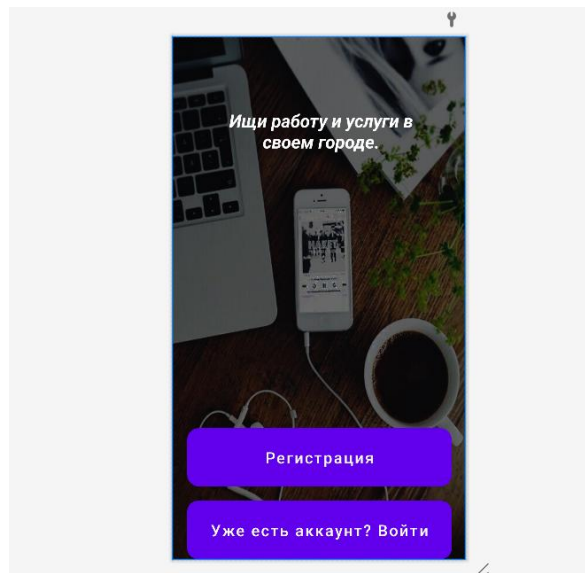 Ищи работу и услуги в
своем городе.
Регистрация
Уже есть аккаунт? Войти